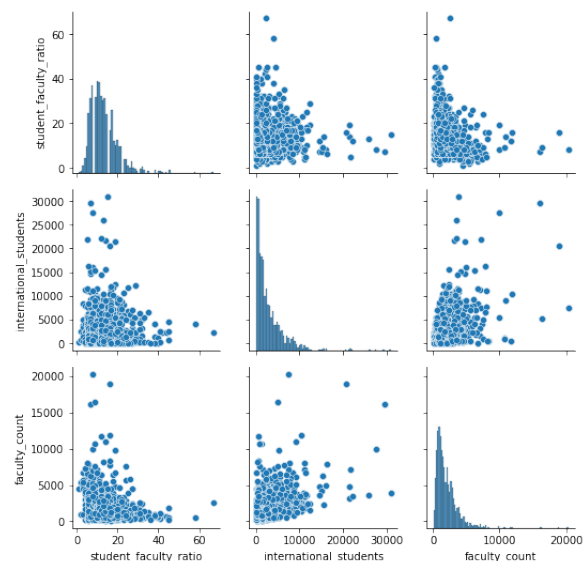 60
40
20
0
student_faculty_ratio
30000
25000
20000
15000
10000
5000
0
international_students
20000
15000
10000
5000
0
faculty_count
0 20 40 60
student_faculty_ratio
0 10000 20000 30000
international_students
0 10000 20000
faculty_count